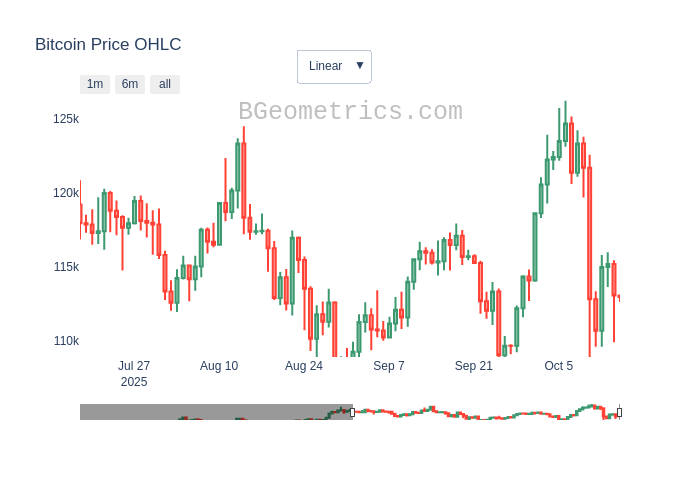 Bitcoin Price OHLC
Linear ▼
1m 6m all
BGeometrics.com
125k
120k
115k
110k
Jul 27 Aug 10 Aug 24 Sep 7 Sep 21 Oct 5
2025